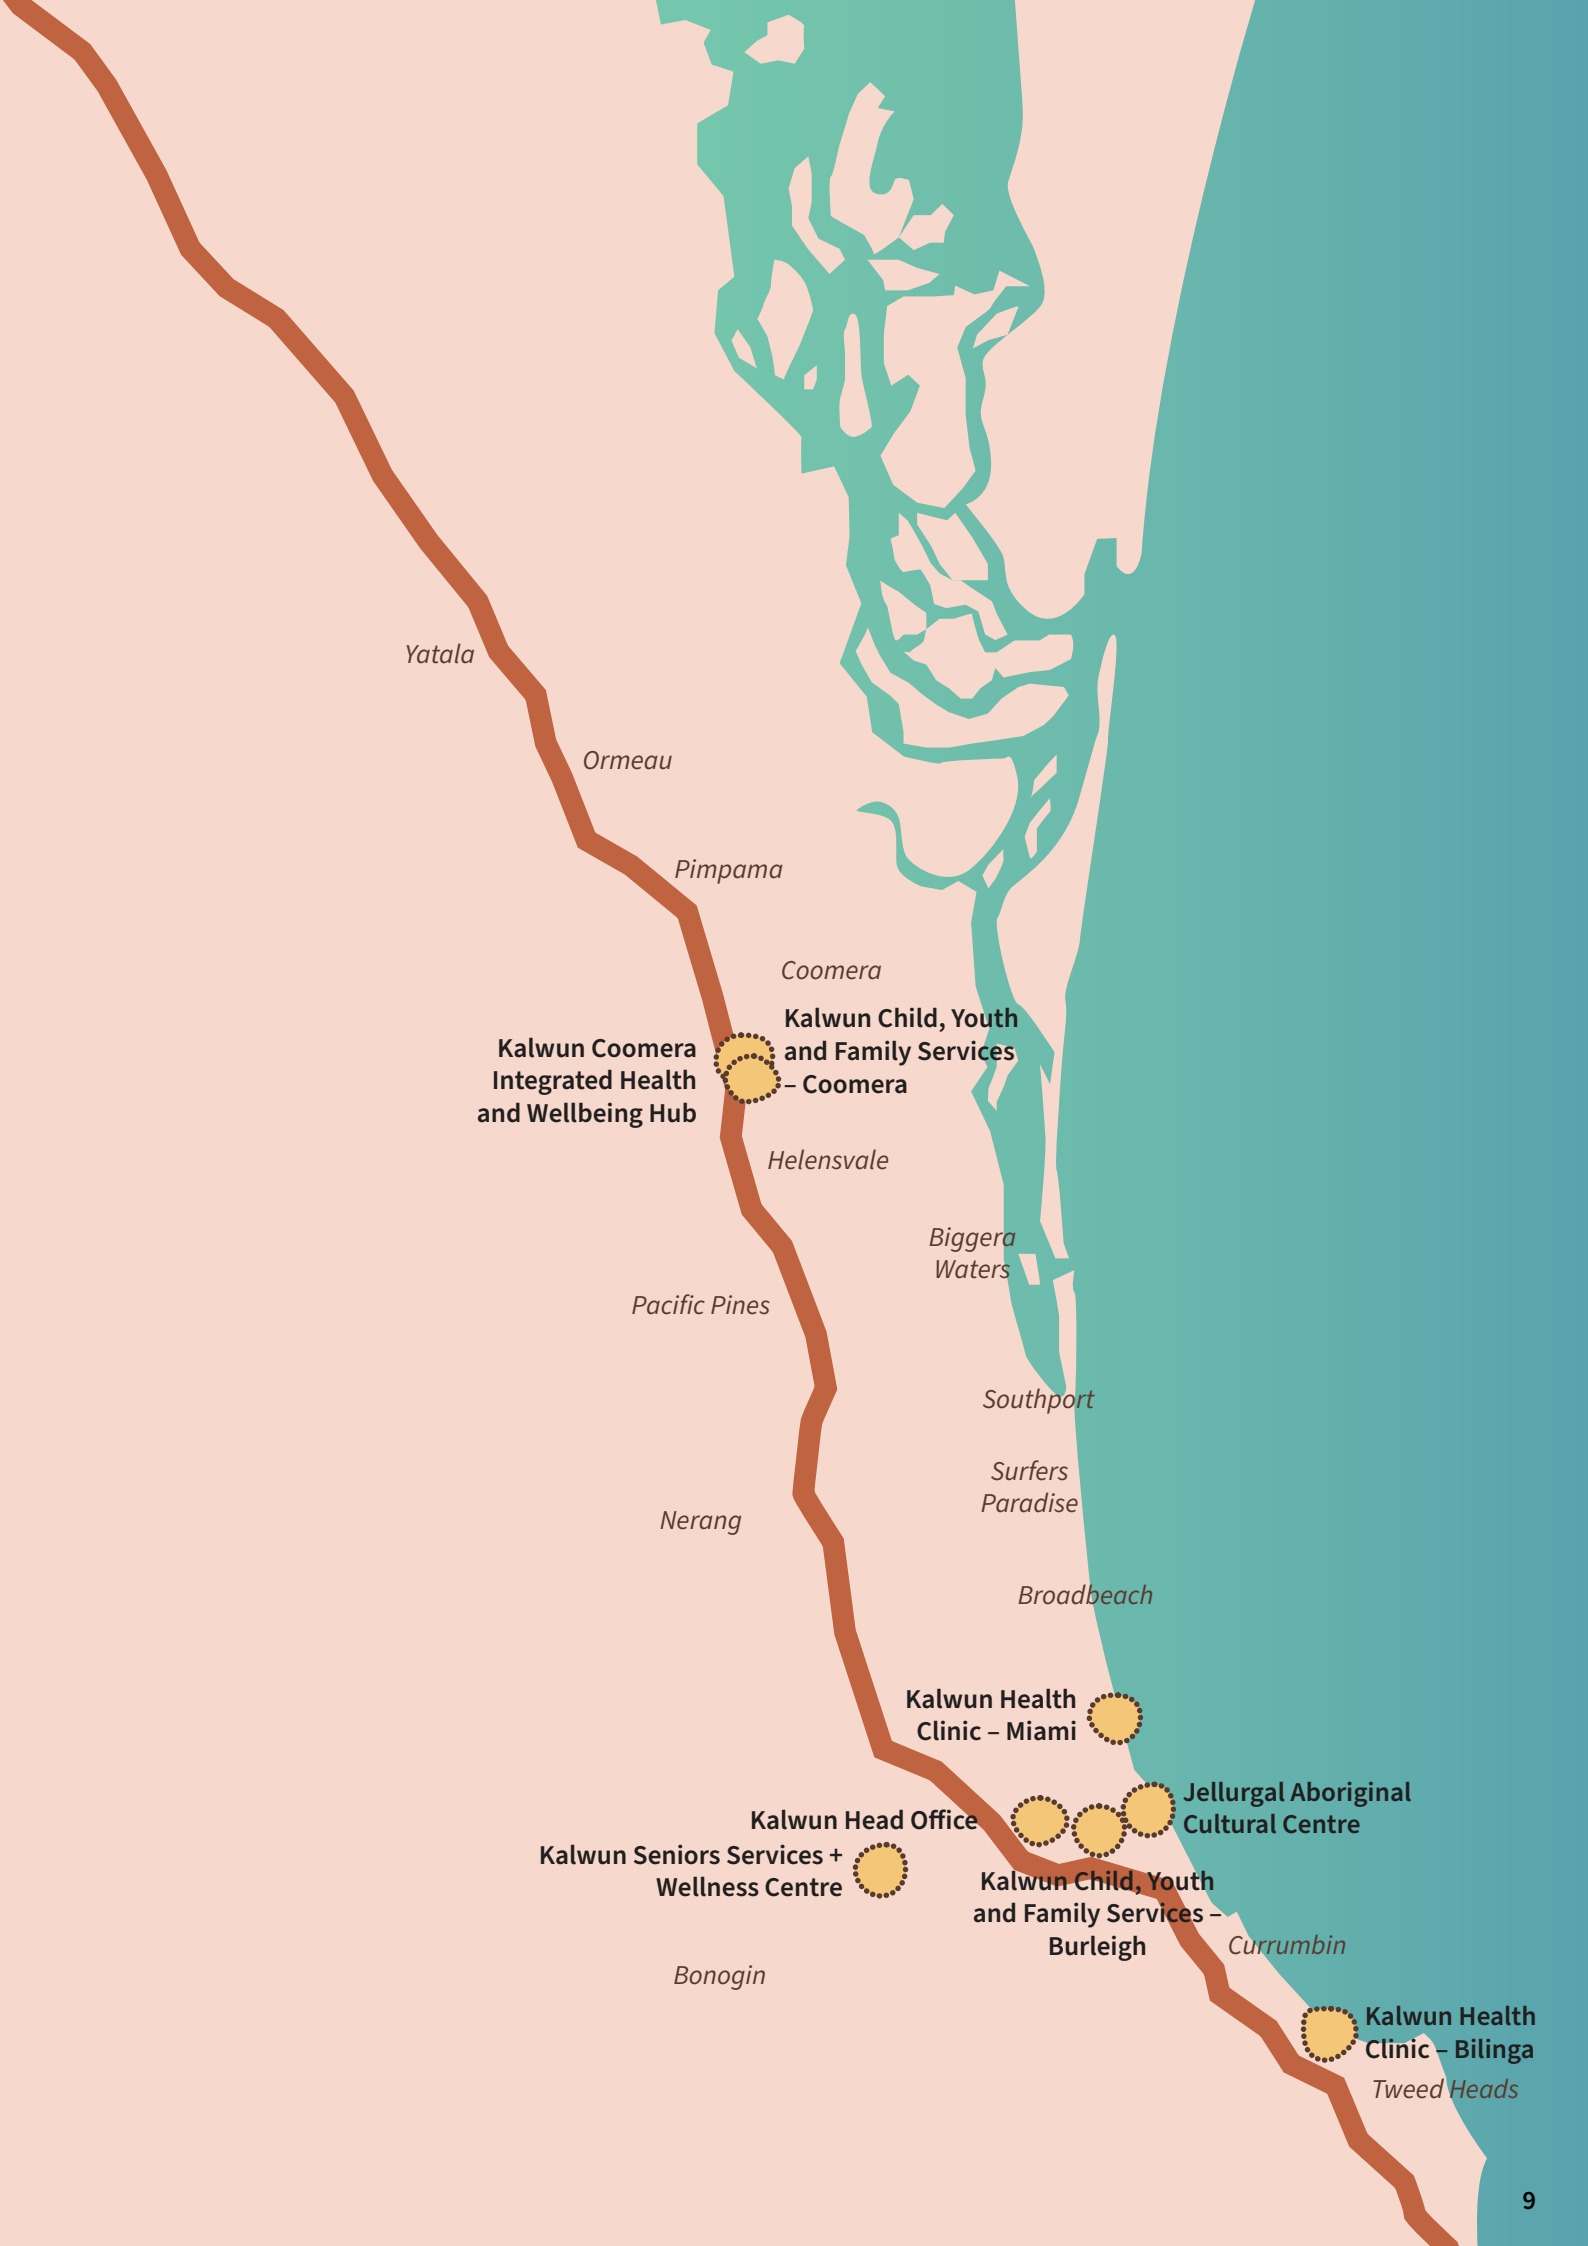 Yatala
Ormeau
Pimpama
Coomera
Kalwun Child, Youth
and Family Services
– Coomera
Kalwun Coomera
Integrated Health
and Wellbeing Hub
Helensvale
Biggera
Waters
Pacific Pines
Southport
Surfers
Paradise
Nerang
Broadbeach
Kalwun Health
Clinic – Miami
Jellurgal Aboriginal
Cultural Centre
Kalwun Head Office
Kalwun Seniors Services +
Wellness Centre
Kalwun Child, Youth
and Family Services –
Burleigh
Currumbin
Bonogin
Kalwun Health
Clinic – Bilinga
Tweed Heads
9